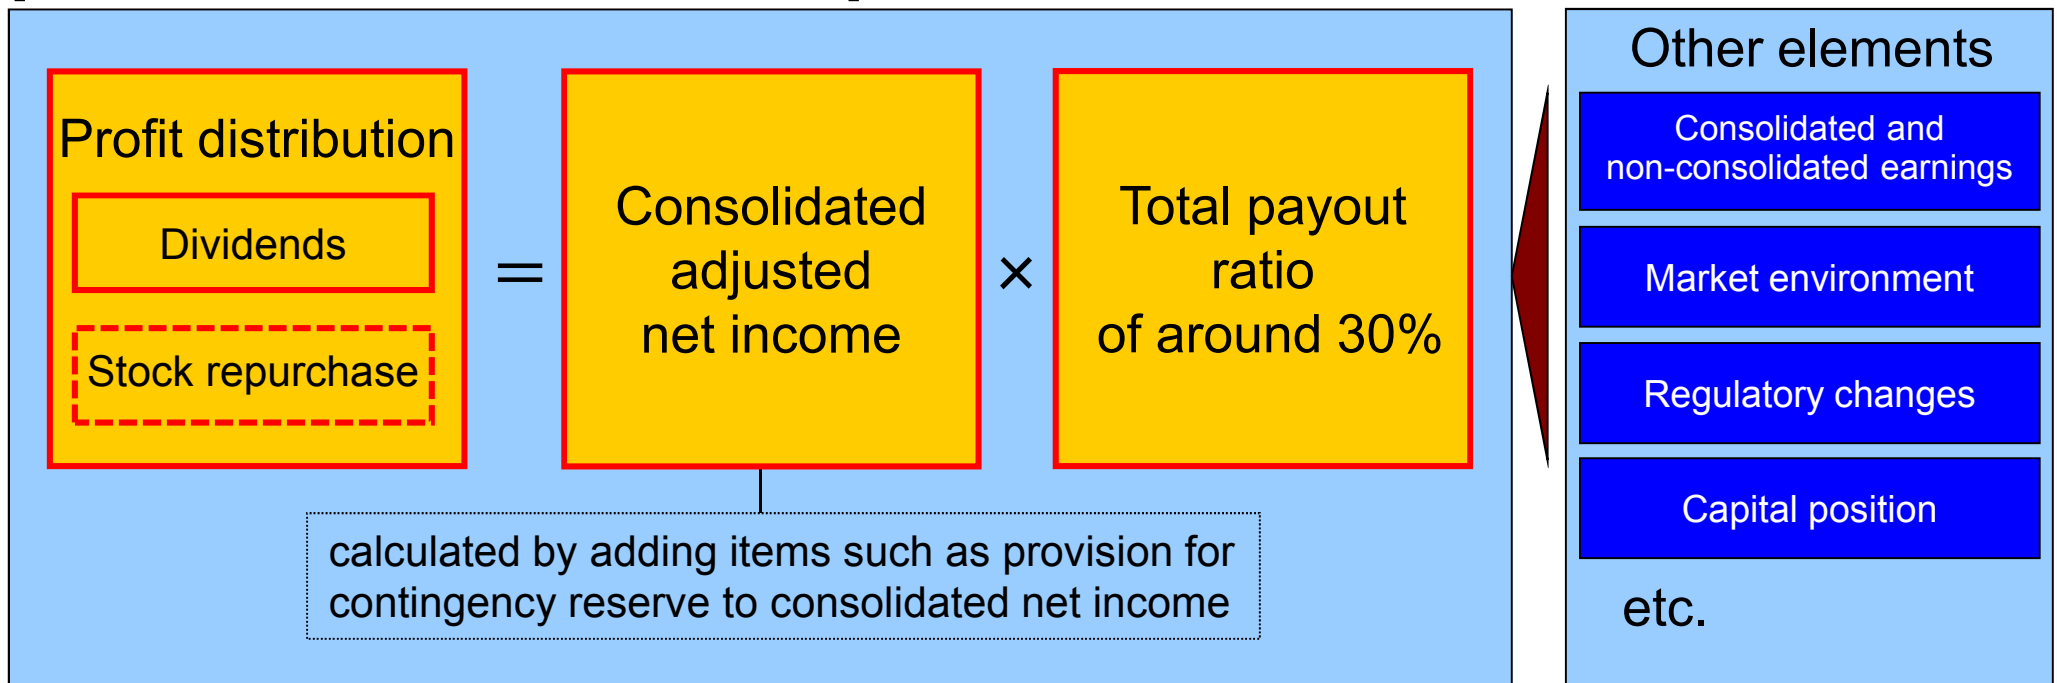 Profit distribution
Dividends
Stock repurchase
=
Consolidated
adjusted
net income
×
Total payout
ratio
of around 30%
calculated by adding items such as provision for
contingency reserve to consolidated net income
Other elements
Consolidated and
non-consolidated earnings
Market environment
Regulatory changes
Capital position
etc.